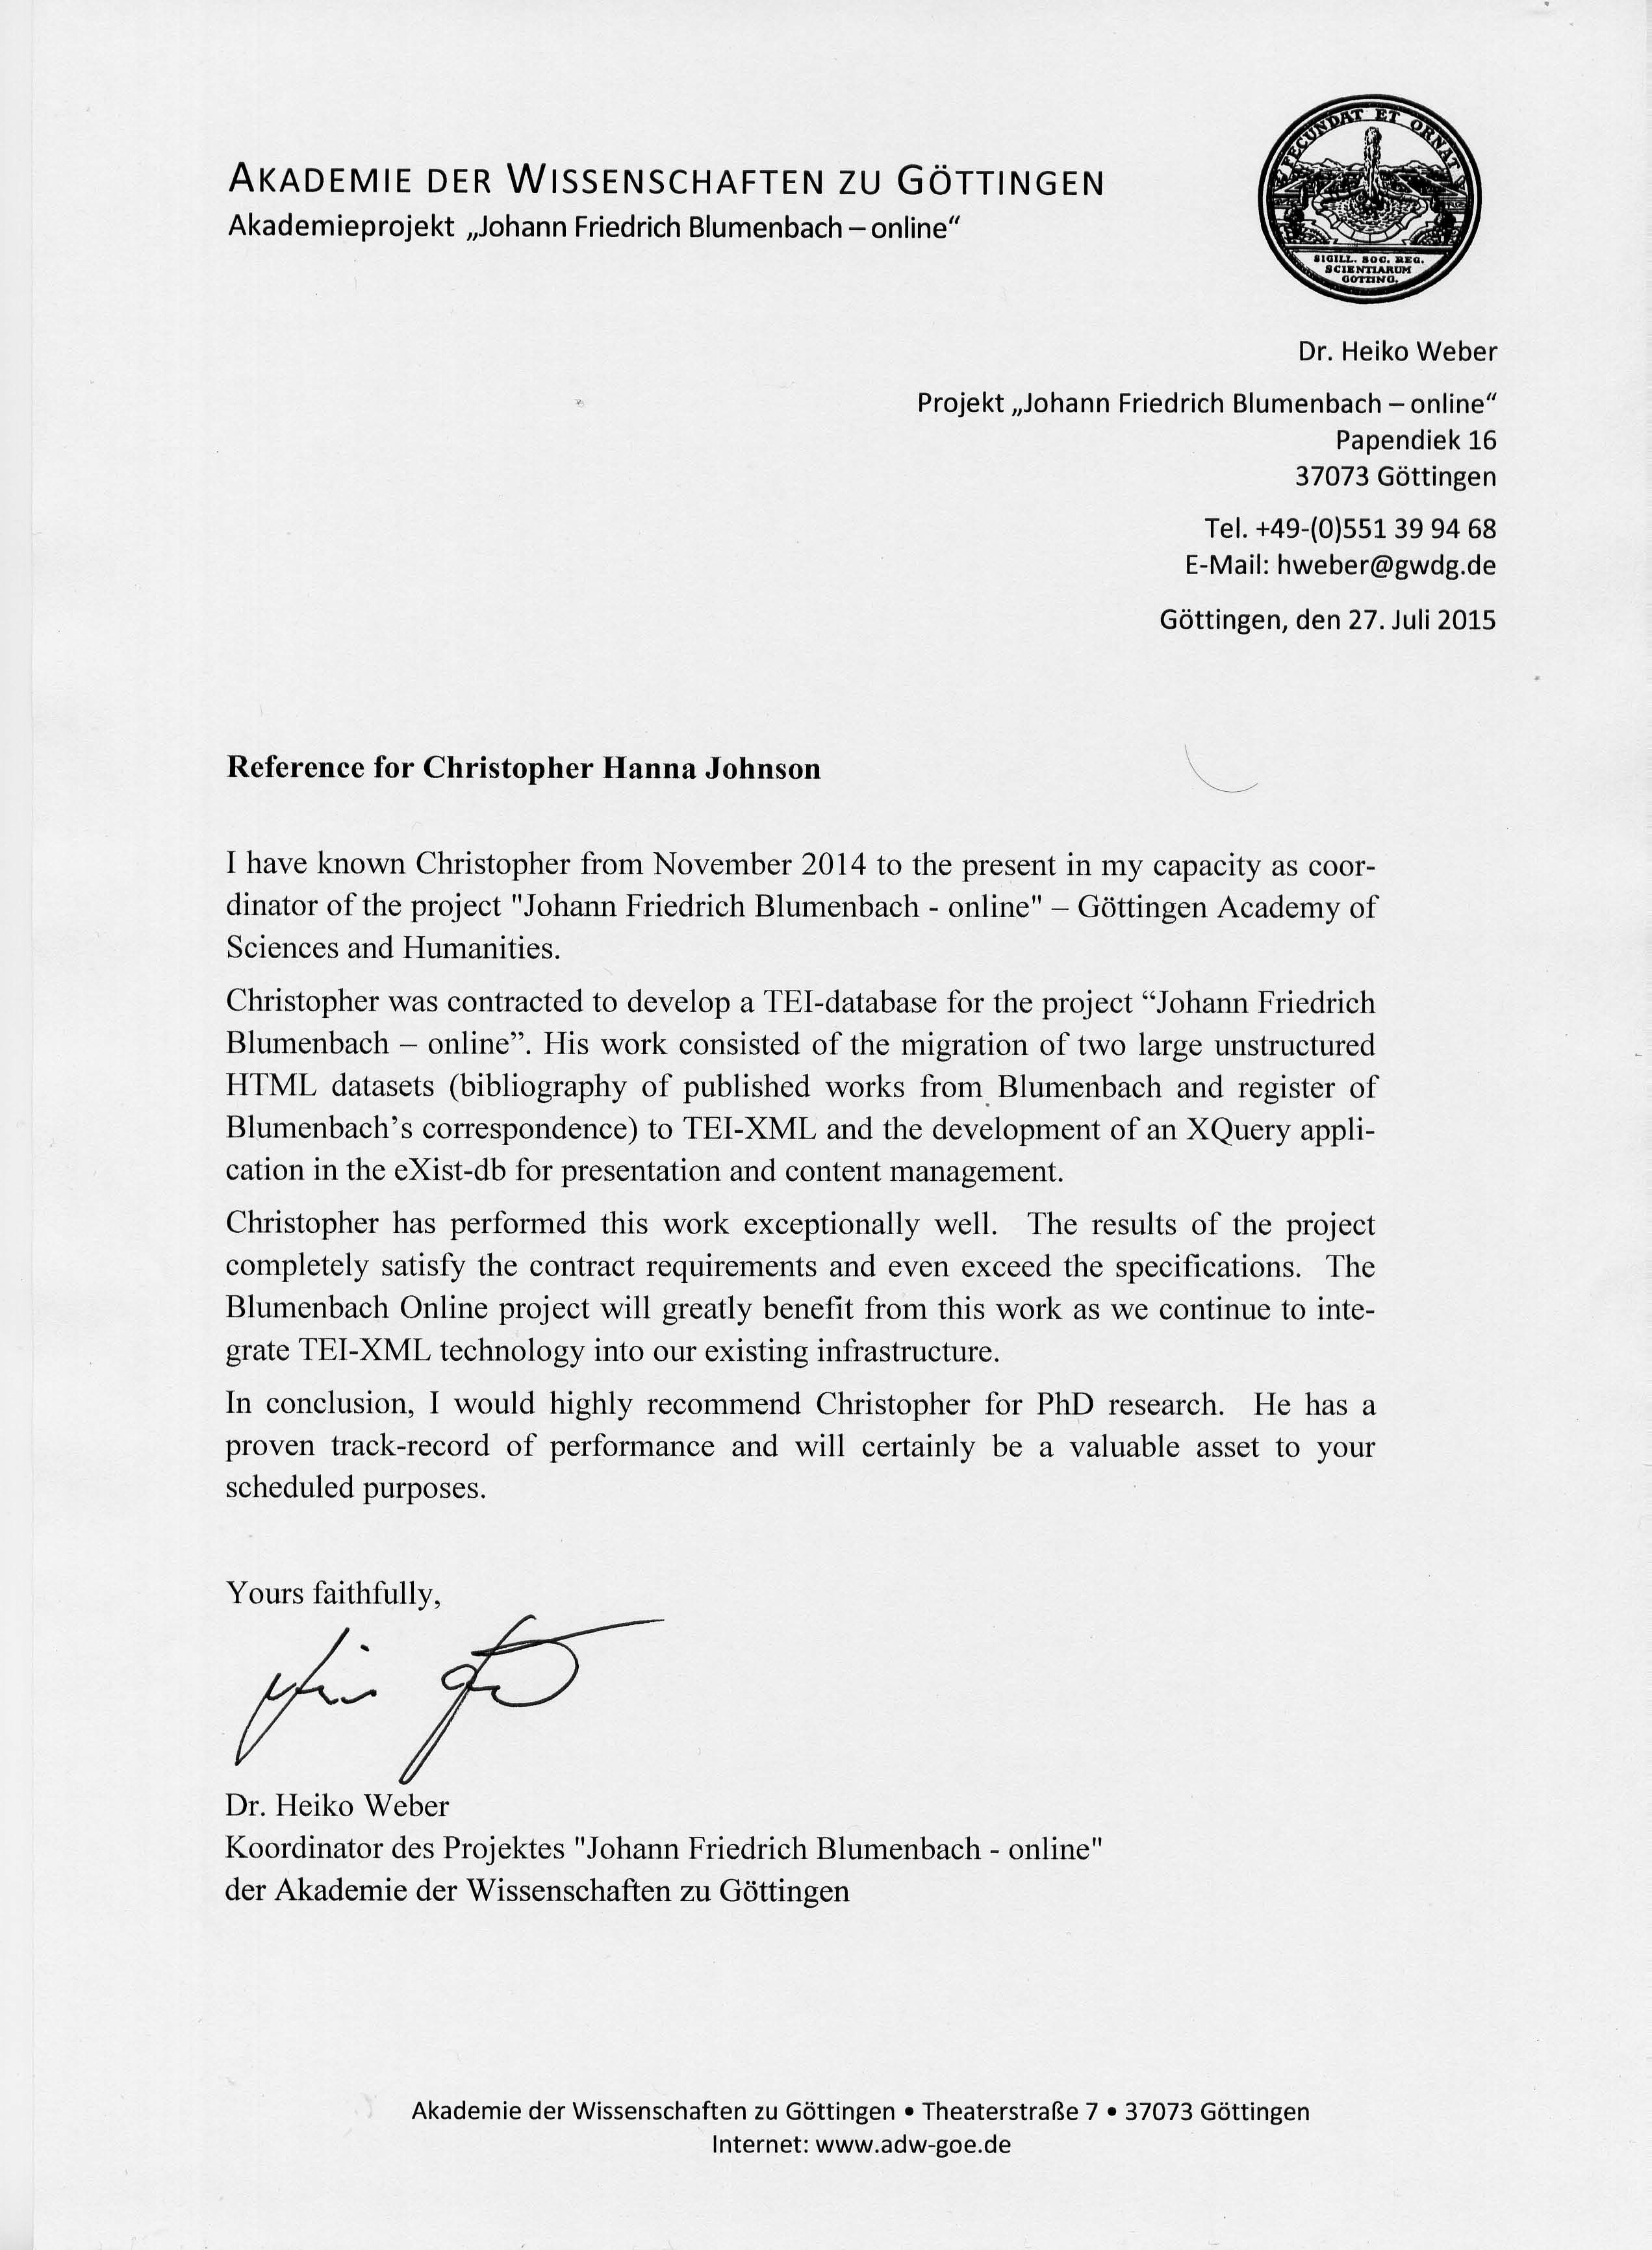 AKADEMIE DER WISSENSCHAFTEN ZU GÖTTINGEN
Akademieprojekt „Johann Friedrich Blumenbach – online“
FECUNDAT ET ORNAT
SIGILL. SOC. REG.
SCIENTIARUM
GOTTING.
Dr. Heiko Weber
Projekt „Johann Friedrich Blumenbach – online“
Papendiek 16
37073 Göttingen
Tel. +49-(0)551 39 94 68
E-Mail: hweber@gwdg.de
Göttingen, den 27. Juli 2015
Reference for Christopher Hanna Johnson
I have known Christopher from November 2014 to the present in my capacity as coor-
dinator of the project "Johann Friedrich Blumenbach - online" – Göttingen Academy of
Sciences and Humanities.
Christopher was contracted to develop a TEI-database for the project “Johann Friedrich
Blumenbach – online”. His work consisted of the migration of two large unstructured
HTML datasets (bibliography of published works from Blumenbach and register of
Blumenbach’s correspondence) to TEI-XML and the development of an XQuery appli-
cation in the eXist-db for presentation and content management.
Christopher has performed this work exceptionally well. The results of the project
completely satisfy the contract requirements and even exceed the specifications. The
Blumenbach Online project will greatly benefit from this work as we continue to inte-
grate TEI-XML technology into our existing infrastructure.
In conclusion, I would highly recommend Christopher for PhD research. He has a
proven track-record of performance and will certainly be a valuable asset to your
scheduled purposes.
Yours faithfully,
Dr. Heiko Weber
Koordinator des Projektes "Johann Friedrich Blumenbach - online"
der Akademie der Wissenschaften zu Göttingen
Akademie der Wissenschaften zu Göttingen • Theaterstraße 7 • 37073 Göttingen
Internet: www.adw-goe.de